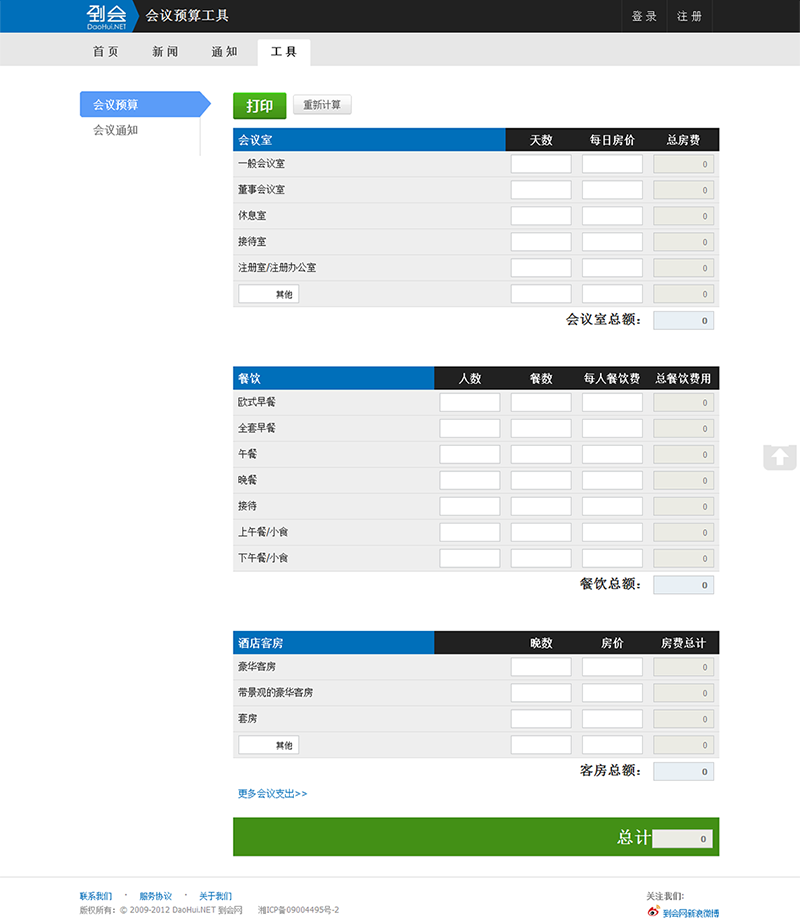 到会 会议预算工具 登录 注册
DaoHui.NET
首页 新闻 通知 工具
会议预算
会议通知
打印 重新计算
会议室 天数 每日房价 总房费
一般会议室 0
董事会议室 0
休息室 0
接待室 0
注册室/注册办公室 0
其他 0
会议室总额： 0
餐饮 人数 餐数 每人餐饮费 总餐饮费用
欧式早餐 0
全套早餐 0
午餐 0
晚餐 0
接待 0
上午餐/小食 0
下午餐/小食 0
餐饮总额： 0
酒店客房 晚数 房价 房费总计
豪华客房 0
带景观的豪华客房 0
套房 0
其他 0
客房总额： 0
更多会议支出>>
总计 0
联系我们 · 服务协议 · 关于我们 关注我们:
版权所有：© 2009-2012 DaoHui.NET 到会网 湘ICP备09004495号-2 到会网新浪微博